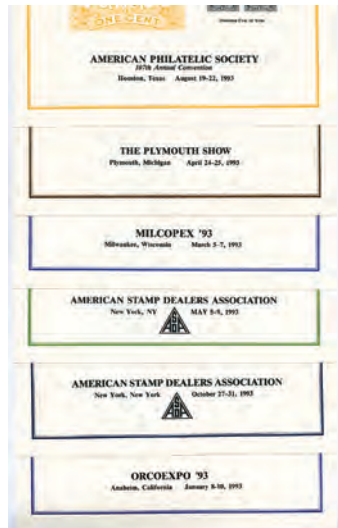 ONE CENT
AMERICAN PHILATELIC SOCIETY
107th Annual Convention
Houston, Texas August 19-22, 1993
THE PLYMOUTH SHOW
Plymouth, Michigan April 24-25, 1993
MILCOPEX '93
Milwaukee, Wisconsin March 5-7, 1993
AMERICAN STAMP DEALERS ASSOCIATION
New York, NY MAY 5-9, 1993
ASDA
AMERICAN STAMP DEALERS ASSOCIATION
New York, New York October 27-31, 1993
ASDA
ORCOEXPO '93
Anaheim, California January 8-10, 1993